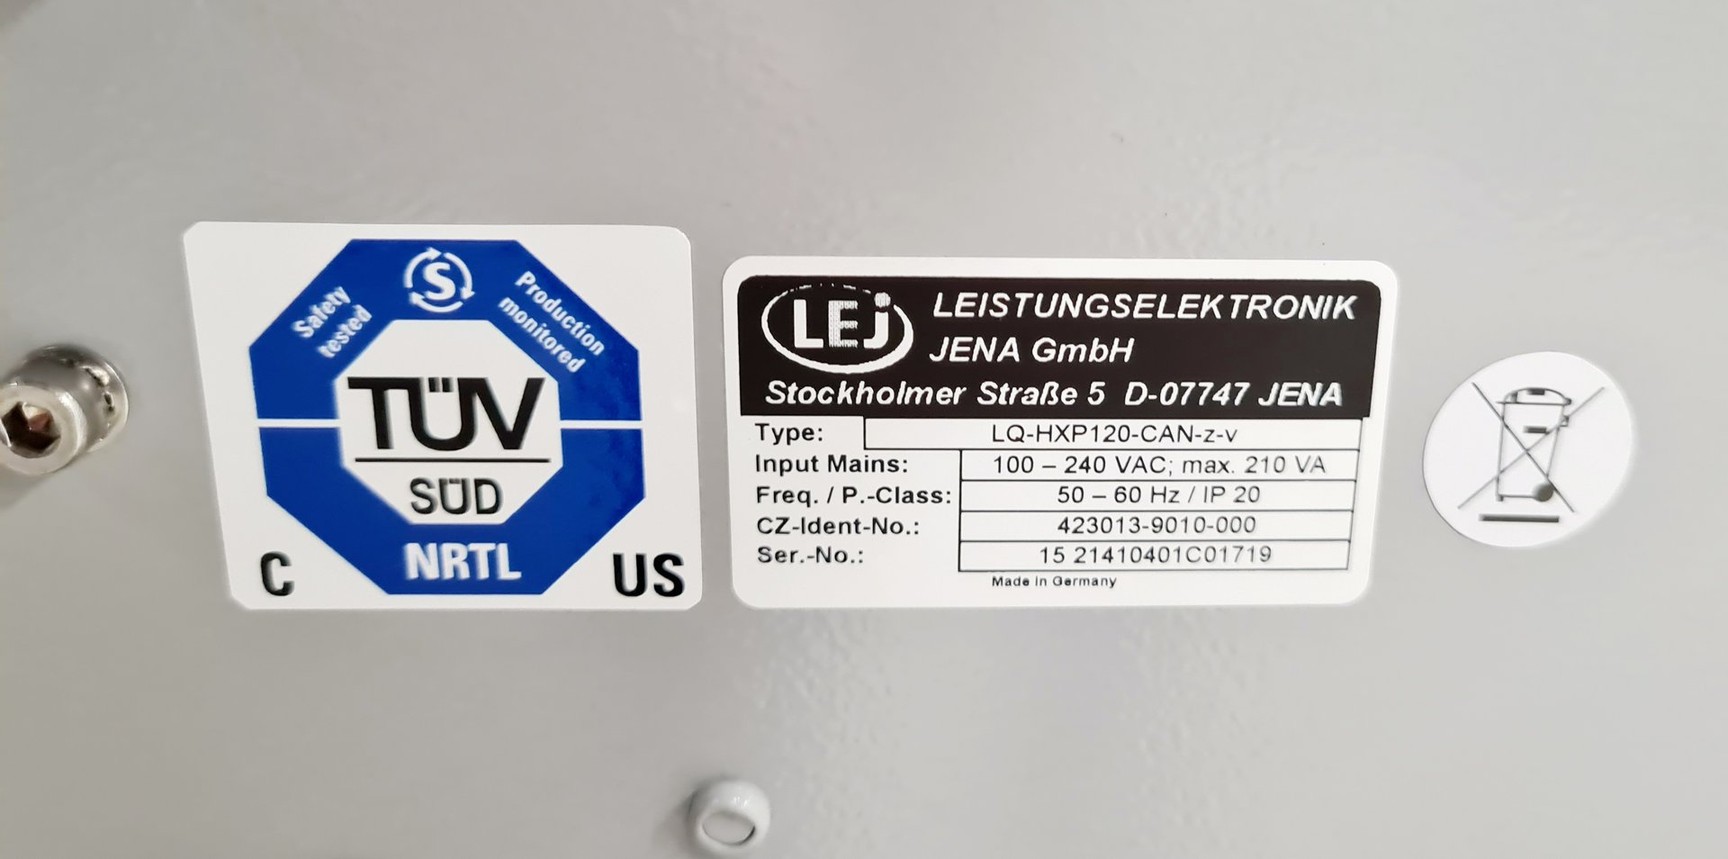 S
Safety
tested
Production
monitored
TÜV
SÜD
NRTL
C
US
LEj
LEISTUNGSELEKTRONIK
JENA GmbH
Stockholmer Straße 5 D-07747 JENA
Type: LQ-HXP120-CAN-z-v
Input Mains: 100 – 240 VAC; max. 210 VA
Freq. / P.-Class: 50 – 60 Hz / IP 20
CZ-Ident-No.: 423013-9010-000
Ser.-No.: 15 21410401C01719
Made in Germany